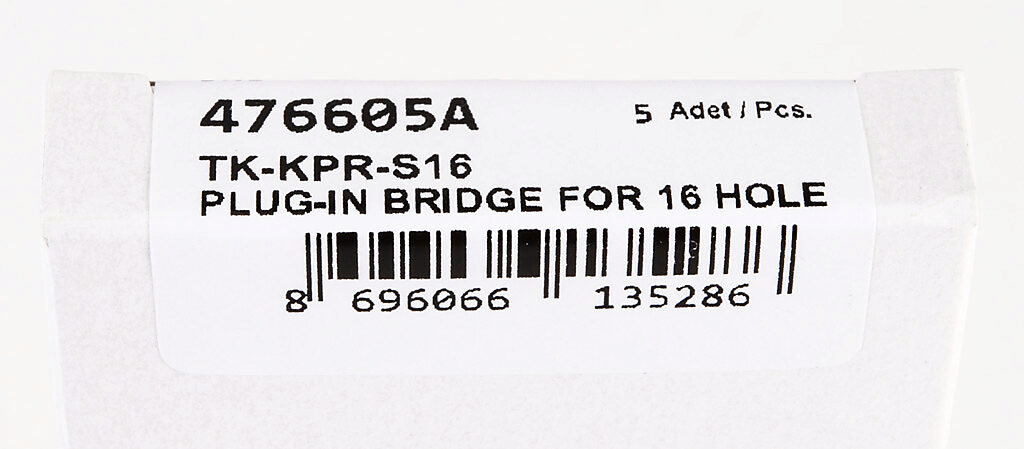 476605A
5 Adet / Pcs.
TK-KPR-S16
PLUG-IN BRIDGE FOR 16 HOLE
8 696066 135286